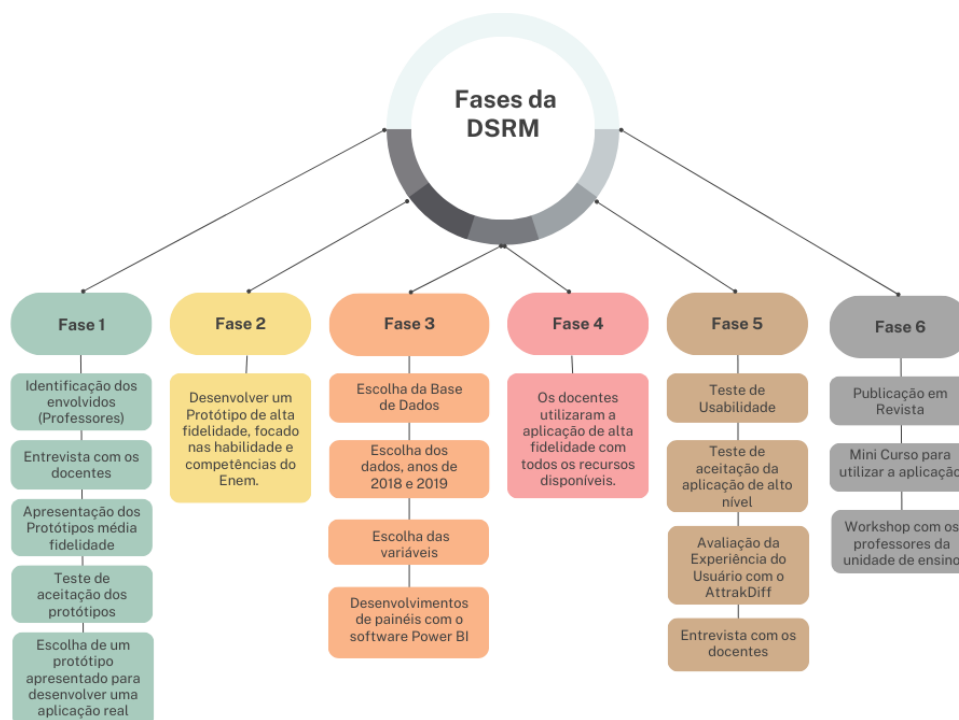 Fases da
DSRM
Fase 1
Identificação dos
envolvidos
(Professores)
Entrevista com os
docentes
Apresentação dos
Protótipos média
fidelidade
Teste de
aceitação dos
protótipos
Escolha de um
protótipo
apresentado para
desenvolver uma
aplicação real
Fase 2
Desenvolver um
Protótipo de alta
fidelidade, focado
nas habilidade e
competências do
Enem.
Fase 3
Escolha da Base
de Dados
Escolha dos
dados, anos de
2018 e 2019
Escolha das
variáveis
Desenvolvimentos
de painéis com o
software Power BI
Fase 4
Os docentes
utilizaram a
aplicação de alta
fidelidade com
todos os recursos
disponíveis.
Fase 5
Teste de
Usabilidade
Teste de
aceitação da
aplicação de alto
nível
Avaliação da
Experiência do
Usuário com o
AttrakDiff
Entrevista com os
docentes
Fase 6
Publicação em
Revista
Mini Curso para
utilizar a aplicação
Workshop com os
professores da
unidade de ensino